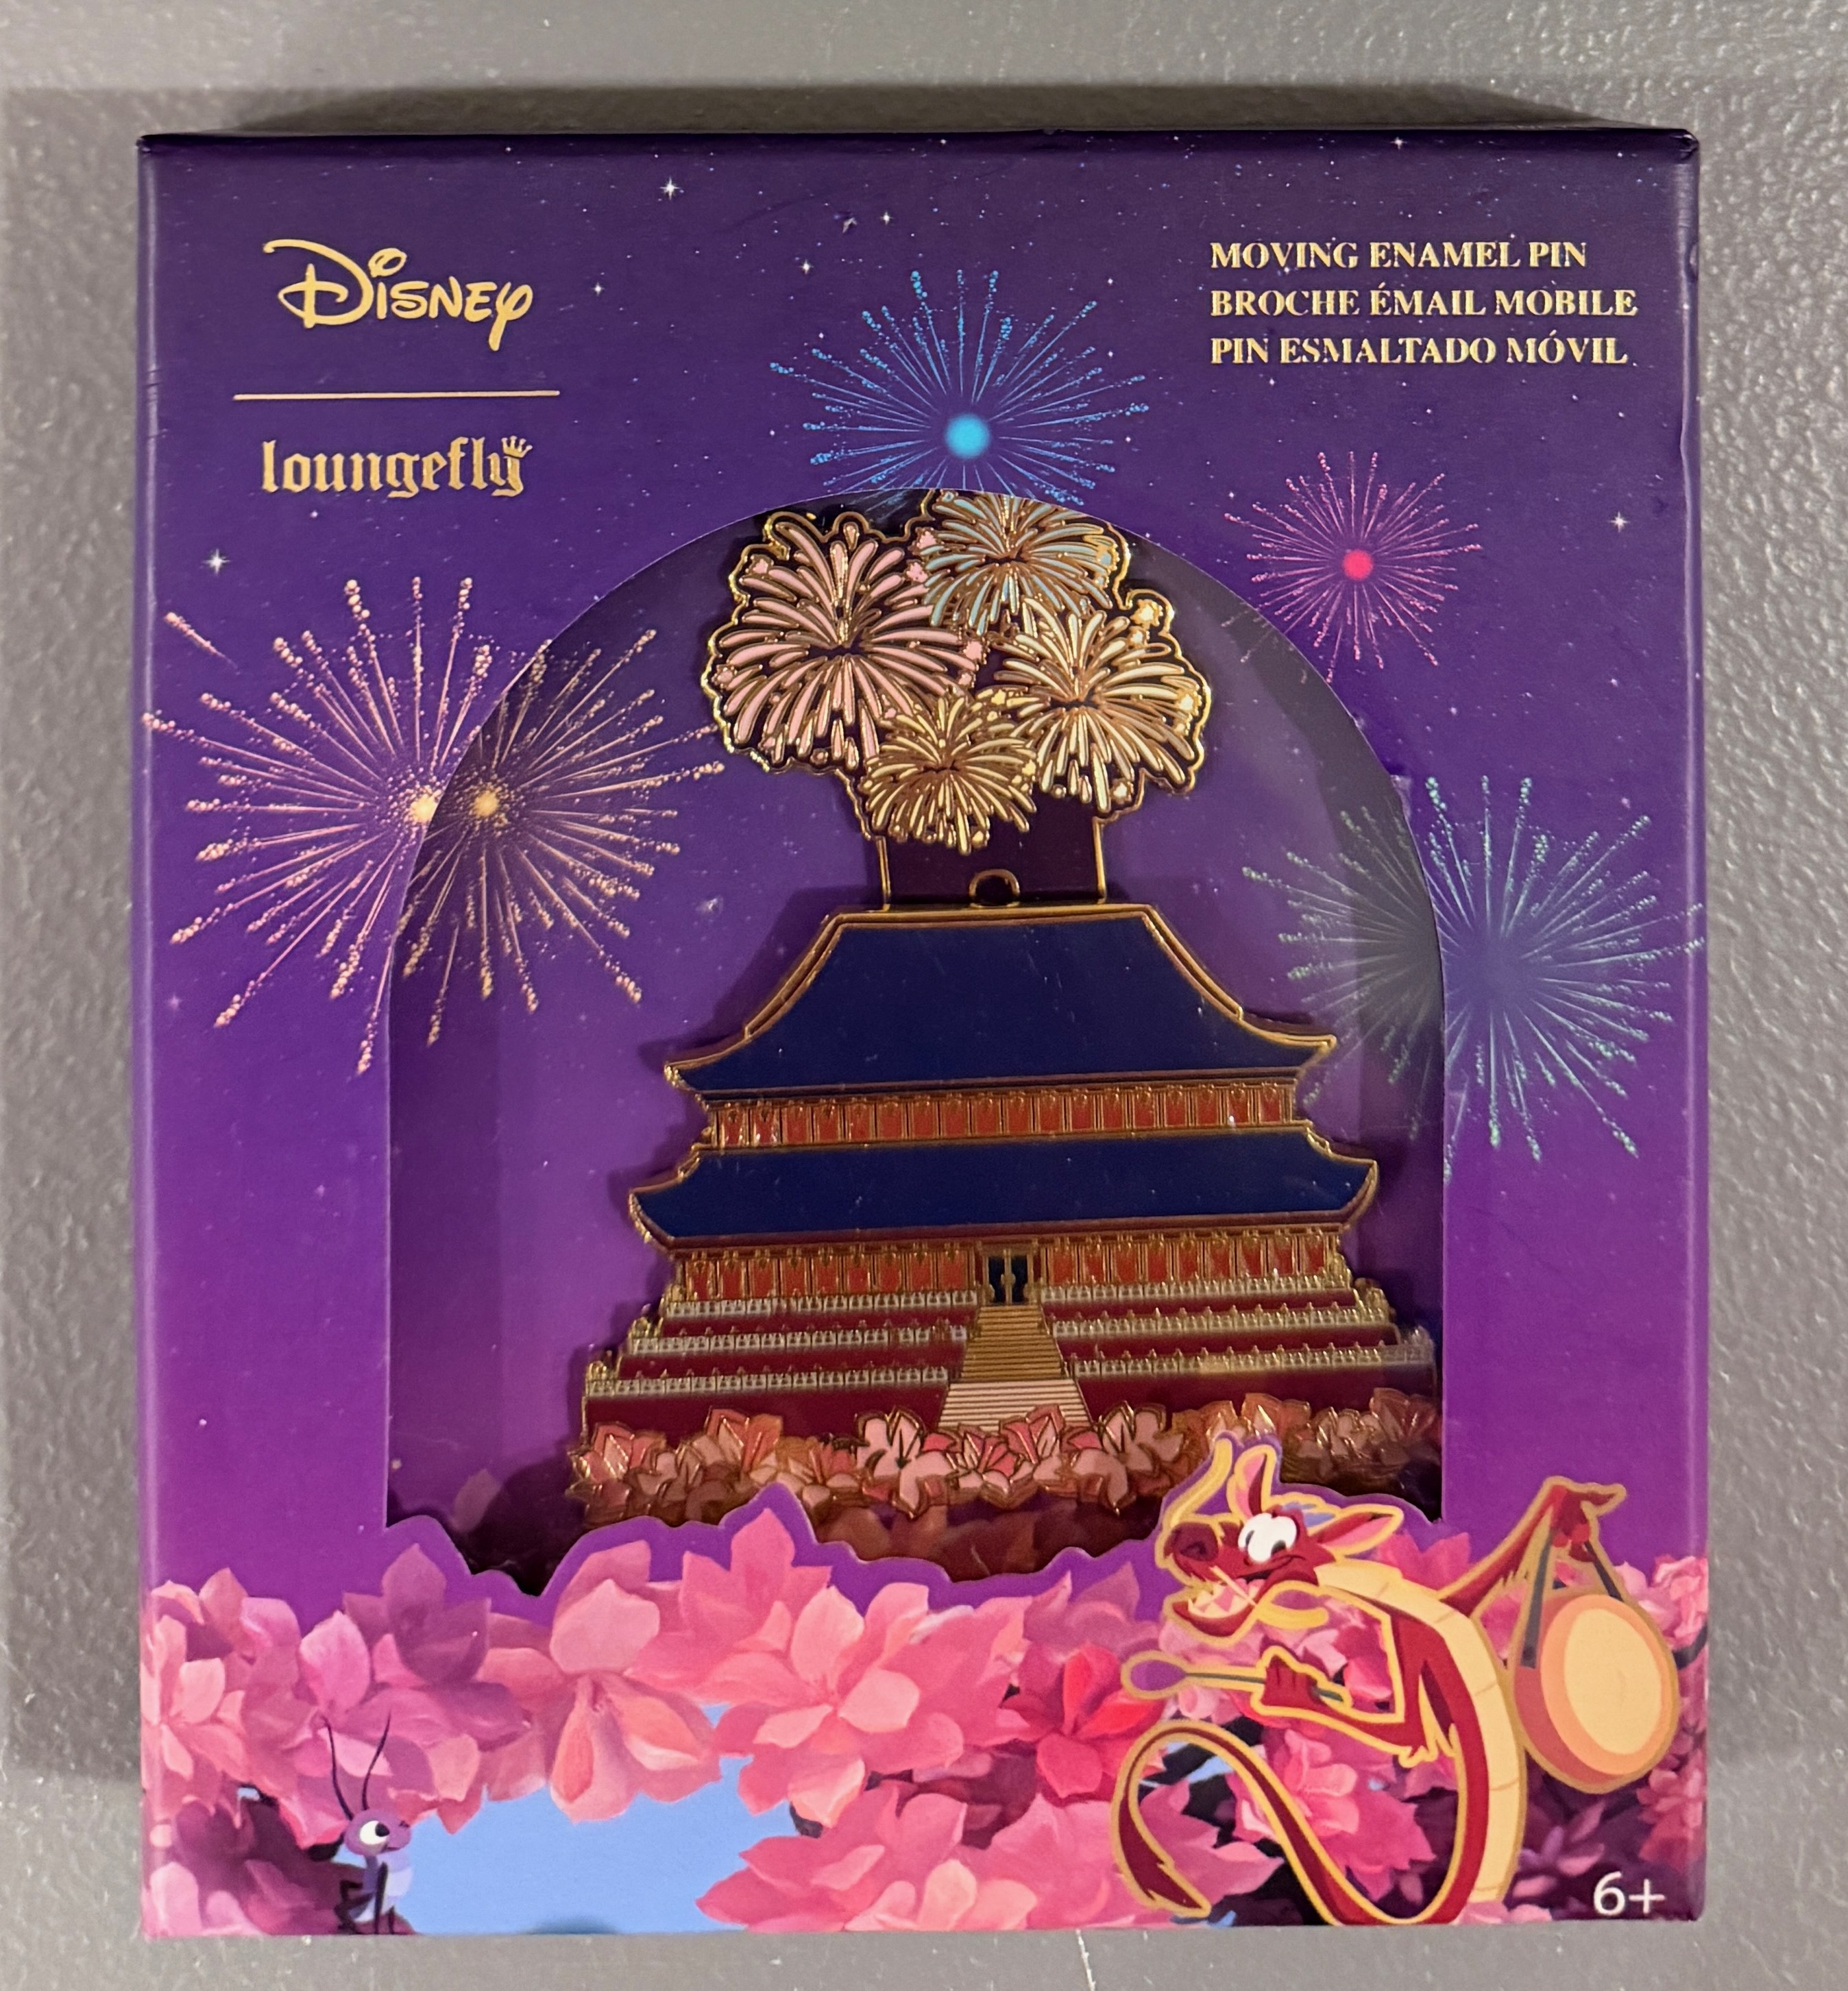 Disney
loungefly
MOVING ENAMEL PIN
BROCHE ÉMAIL MOBILE
PIN ESMALTADO MÓVIL
6+